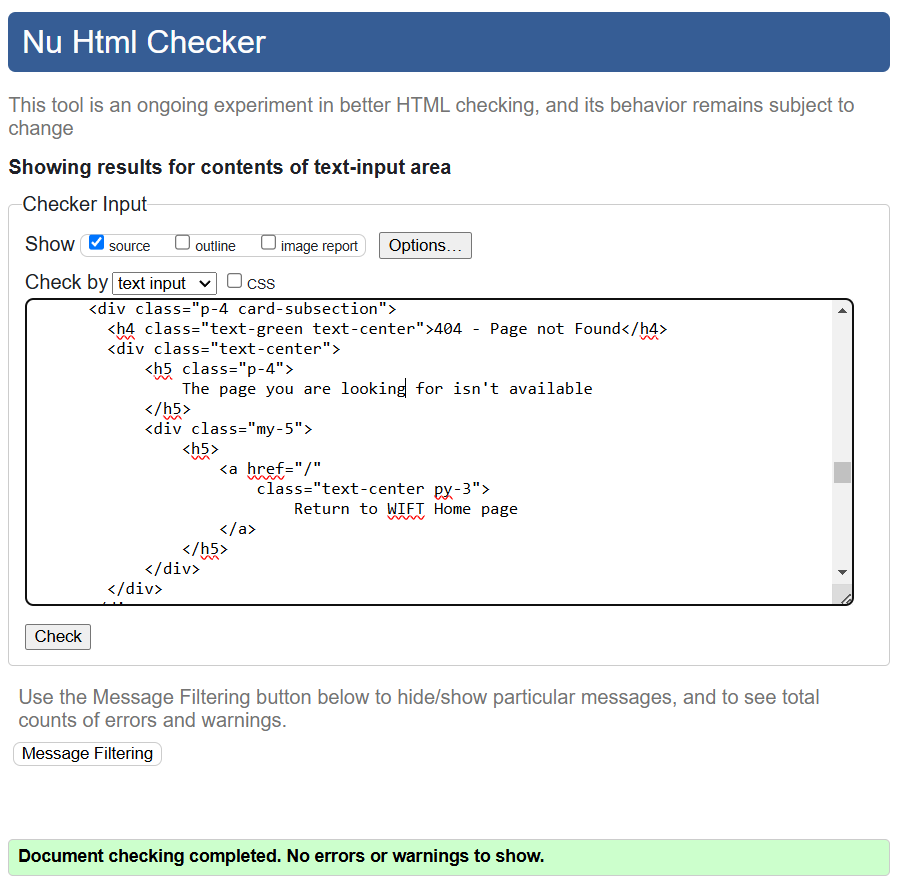 Nu Html Checker
This tool is an ongoing experiment in better HTML checking, and its behavior remains subject to
change
Showing results for contents of text-input area
Checker Input
Show source outline image report Options...
Check by text input CSS
<div class="p-4 card-subsection">
<h4 class="text-green text-center">404 - Page not Found</h4>
<div class="text-center">
<h5 class="p-4">
The page you are looking for isn't available
</h5>
<div class="my-5">
<h5>
<a href="/"
class="text-center py-3">
Return to WIFT Home page
</a>
</h5>
</div>
</div>
Check
Use the Message Filtering button below to hide/show particular messages, and to see total
counts of errors and warnings.
Message Filtering
Document checking completed. No errors or warnings to show.